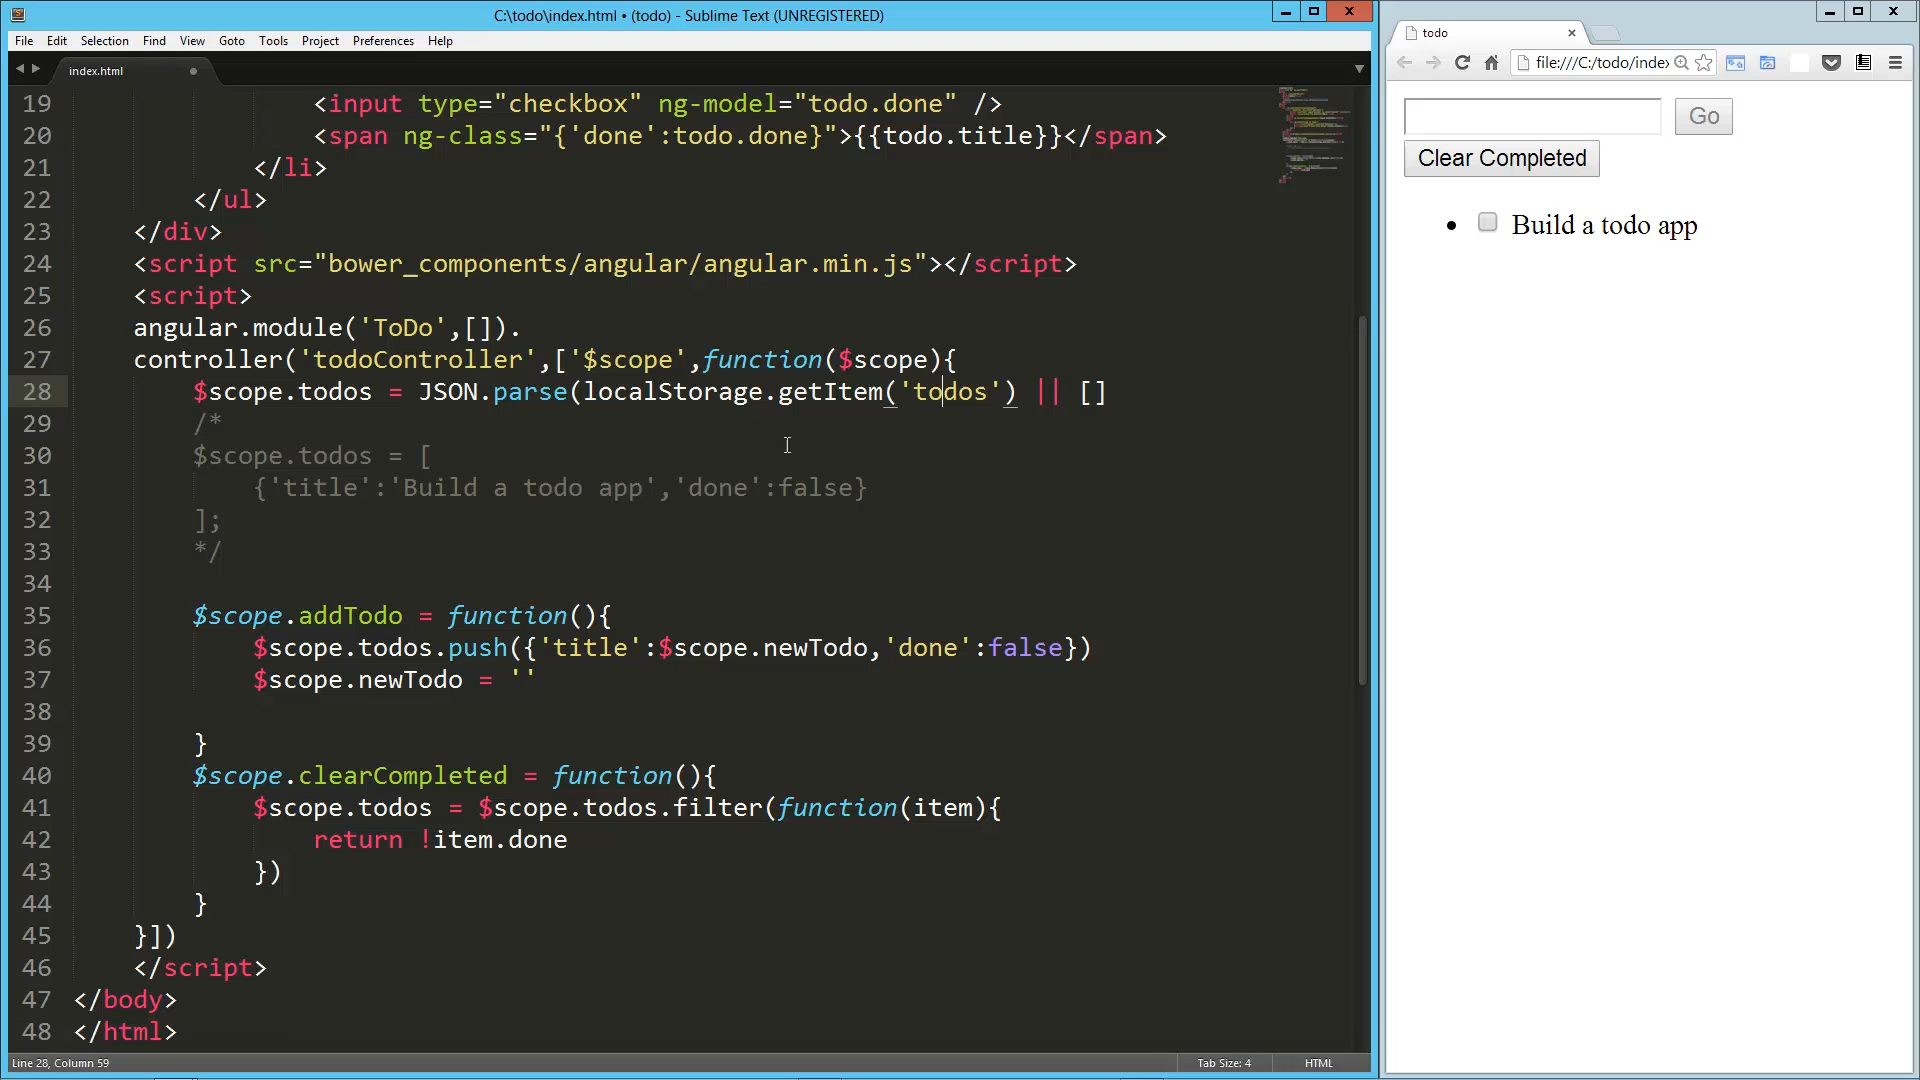 C:\todo\index.html • (todo) - Sublime Text (UNREGISTERED)
File Edit Selection Find View Goto Tools Project Preferences Help
index.html
19 <input type="checkbox" ng-model="todo.done" />
20 <span ng-class="{'done':todo.done}">{{todo.title}}</span>
21 </li>
22 </ul>
23 </div>
24 <script src="bower_components/angular/angular.min.js"></script>
25 <script>
26 angular.module('ToDo',[]).
27 controller('todoController',['$scope',function($scope){
28 $scope.todos = JSON.parse(localStorage.getItem('todos') || []
29 /*
30 $scope.todos = [
31 {'title':'Build a todo app','done':false}
32 ];
33 */
34
35 $scope.addTodo = function(){
36 $scope.todos.push({'title':$scope.newTodo,'done':false})
37 $scope.newTodo = ''
38
39 }
40 $scope.clearCompleted = function(){
41 $scope.todos = $scope.todos.filter(function(item){
42 return !item.done
43 })
44 }
45 }])
46 </script>
47 </body>
48 </html>
Line 28, Column 59
Tab Size: 4
HTML
todo
file:///C:/todo/index
Go
Clear Completed
• Build a todo app